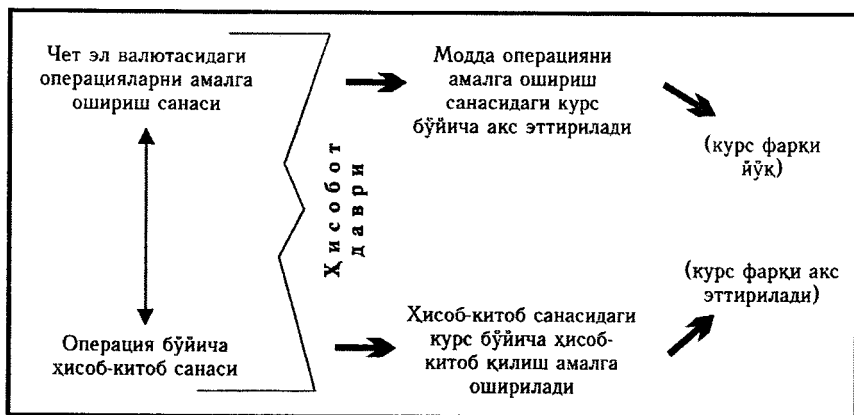 Чет эл валютасидаги
операцияларни амалга
ошириш санаси
Операция бўйича
ҳисоб-китоб санаси
Ҳисобот
даври
Модда операцияни
амалга ошириш
санасидаги курс
бўйича акс эттирилади
Ҳисоб-китоб санасидаги
курс бўйича ҳисоб-
китоб қилиш амалга
оширилади
(курс фарқи
йўқ)
(курс фарқи акс
эттирилади)